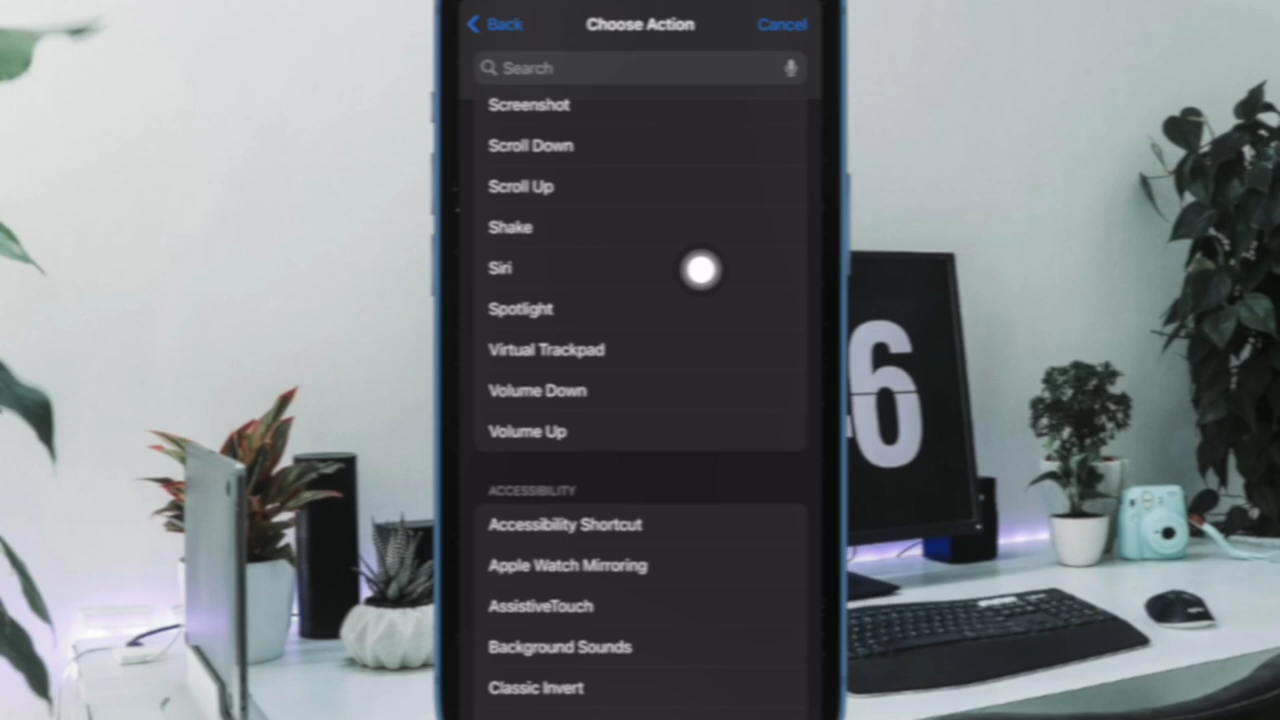 Back
Choose Action
Cancel
Search
Screenshot
Scroll Down
Scroll Up
Shake
Siri
Spotlight
Virtual Trackpad
Volume Down
Volume Up
ACCESSIBILITY
Accessibility Shortcut
Apple Watch Mirroring
AssistiveTouch
Background Sounds
Classic Invert
6